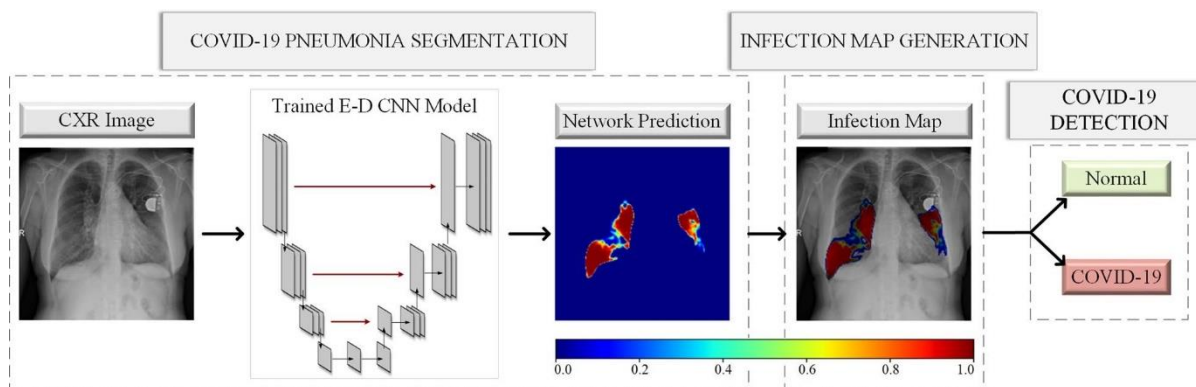 COVID-19 PNEUMONIA SEGMENTATION
INFECTION MAP GENERATION
CXR Image
Trained E-D CNN Model
Network Prediction
Infection Map
COVID-19
DETECTION
Normal
COVID-19
R
R
0.0 0.2 0.4 0.6 0.8 1.0